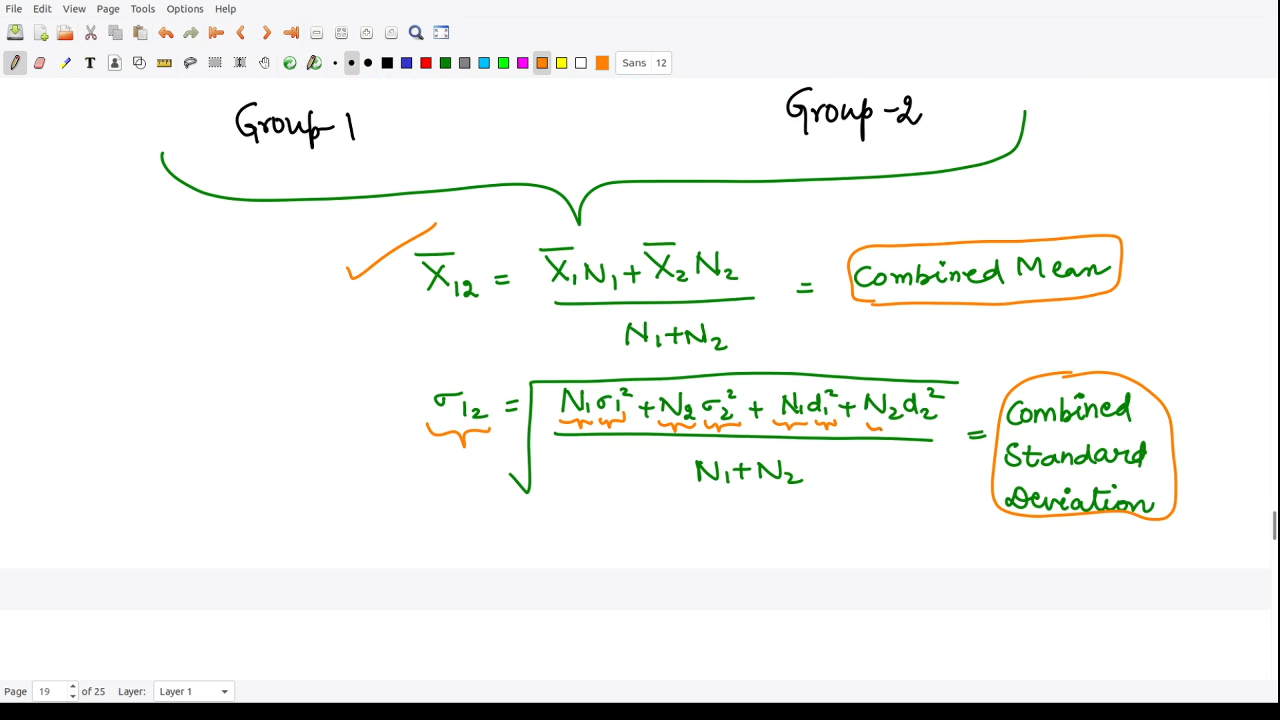 File Edit View Page Tools Options Help
Sans 12
Group-1 Group-2
X̅₁₂ = X̅₁N₁ + X̅₂N₂ = Combined Mean
N₁+N₂
σ₁₂ = √ N₁σ₁² + N₂σ₂² + N₁d₁² + N₂d₂² = Combined
Standard
N₁+N₂
Deviation
Page 19 of 25 Layer: Layer 1